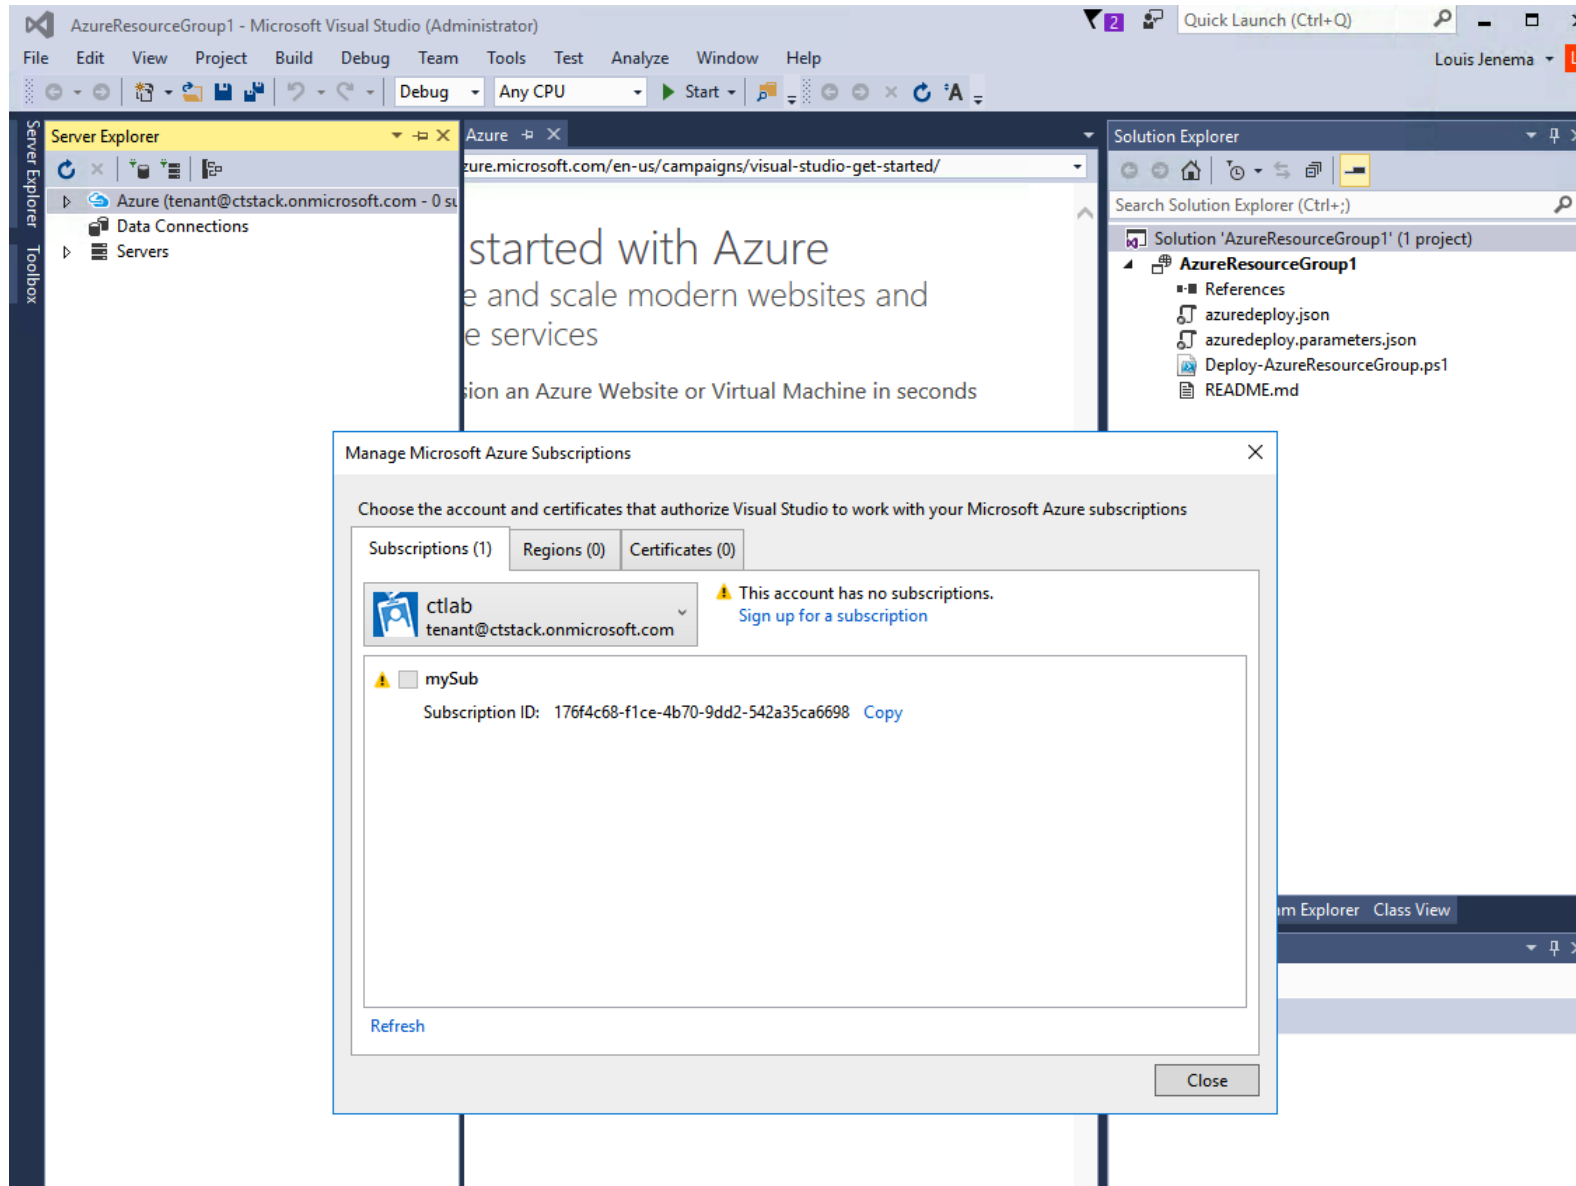 AzureResourceGroup1 - Microsoft Visual Studio (Administrator)
2
Quick Launch (Ctrl+Q)
File Edit View Project Build Debug Team Tools Test Analyze Window Help
Louis Jenema
L
Debug
Any CPU
Start
Server Explorer
Toolbox
Server Explorer
Azure (tenant@ctstack.onmicrosoft.com - 0 su
Data Connections
Servers
Azure
zure.microsoft.com/en-us/campaigns/visual-studio-get-started/
started with Azure
e and scale modern websites and
e services
sion an Azure Website or Virtual Machine in seconds
Solution Explorer
Search Solution Explorer (Ctrl+;)
Solution 'AzureResourceGroup1' (1 project)
AzureResourceGroup1
References
azuredeploy.json
azuredeploy.parameters.json
Deploy-AzureResourceGroup.ps1
README.md
Manage Microsoft Azure Subscriptions
Choose the account and certificates that authorize Visual Studio to work with your Microsoft Azure subscriptions
Subscriptions (1) Regions (0) Certificates (0)
ctlab
tenant@ctstack.onmicrosoft.com
This account has no subscriptions.
Sign up for a subscription
mySub
Subscription ID: 176f4c68-f1ce-4b70-9dd2-542a35ca6698 Copy
Refresh
Close
am Explorer Class View